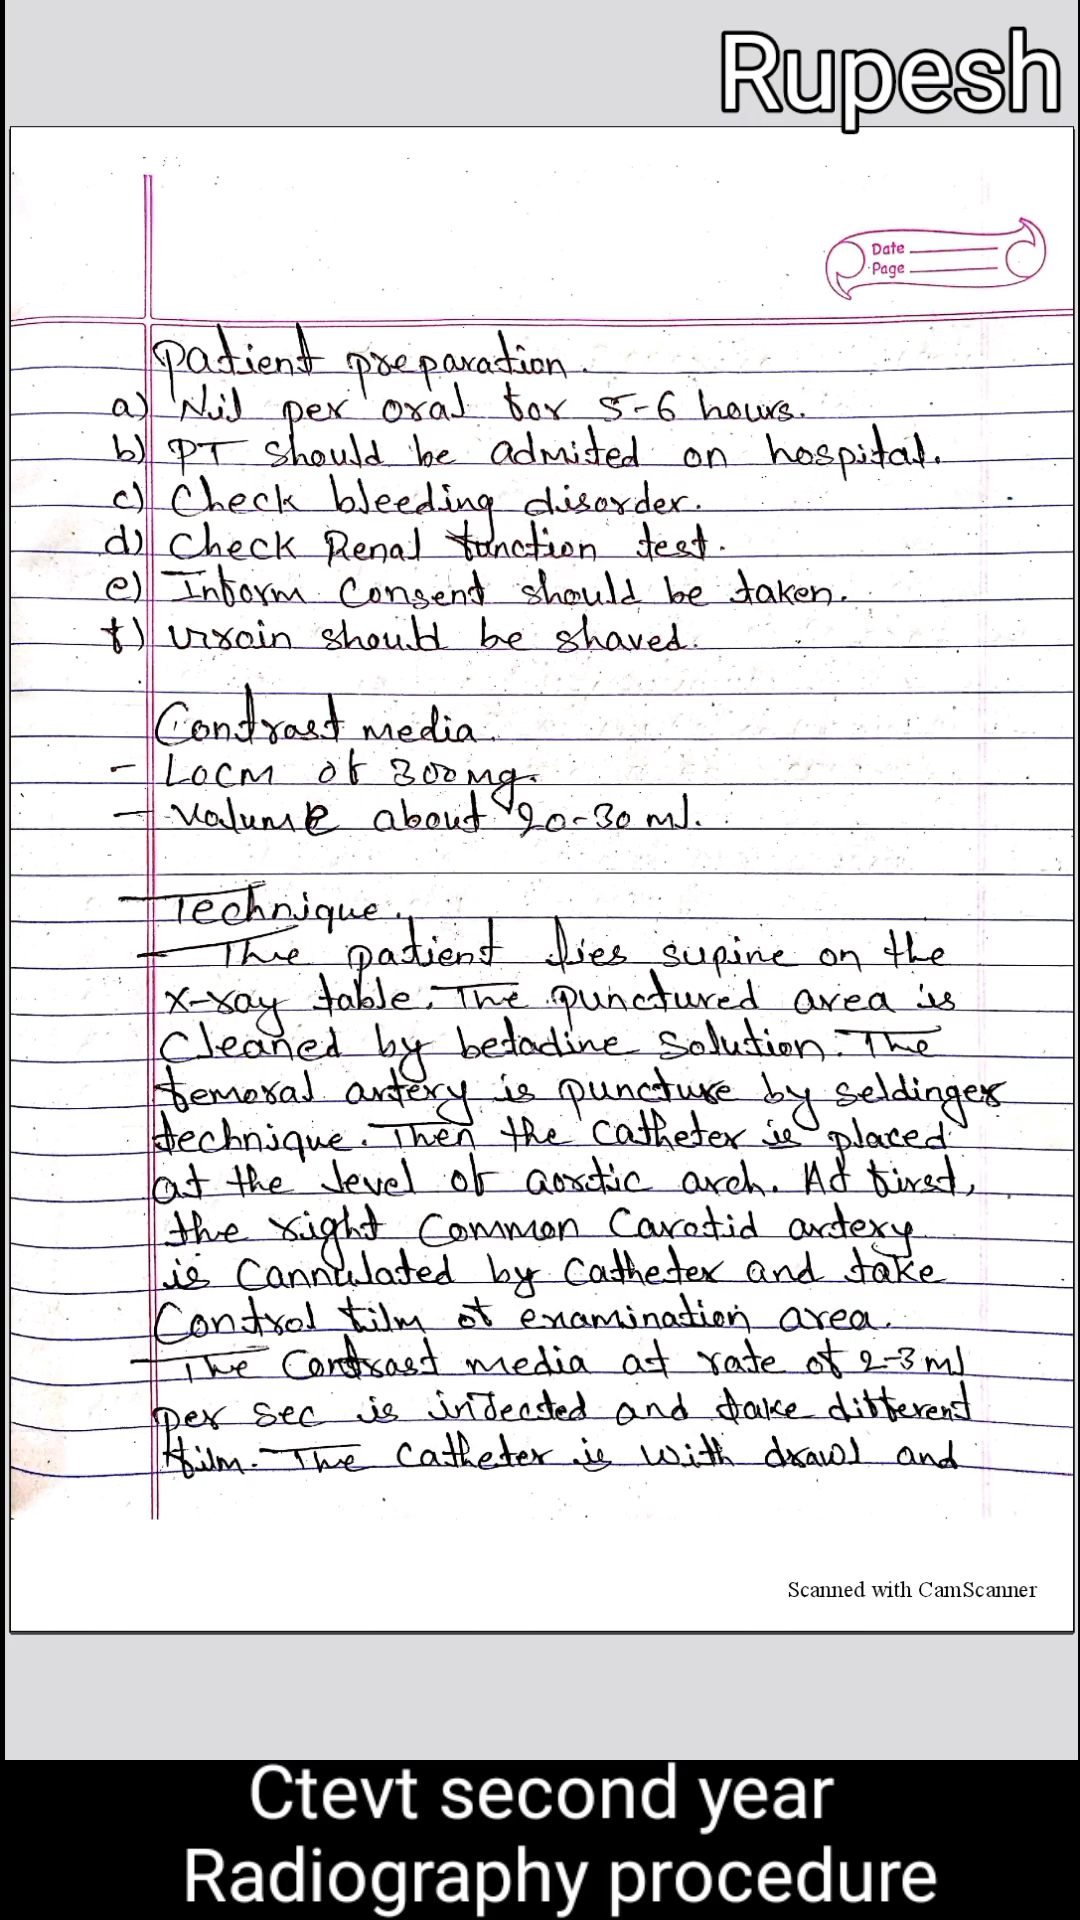 Rupesh
Date
Page
Patient preparation.
a) Nil per oral for 5-6 hours.
b) PT should be admitted on hospital.
c) Check bleeding disorder.
d) Check Renal function test.
e) Inform Consent should be taken.
f) should be shaved.
Contrast media.
- LOCM of 300mg.
- Volume about 20-30 ml.
Technique.
- The patient lies supine on the
x-ray table. The punctured area is
cleaned by betadine solution. The
femoral artery is puncture by seldinger
technique. Then the catheter is placed
at the level of aortic arch. At first,
the right Common Carotid artery
is Cannulated by Catheter and take
Control film of examination area.
- The Contrast media at rate of 2-3 ml
per sec is injected and take different
film. The Catheter is with drawl and
Scanned with CamScanner
Ctevt second year
Radiography procedure